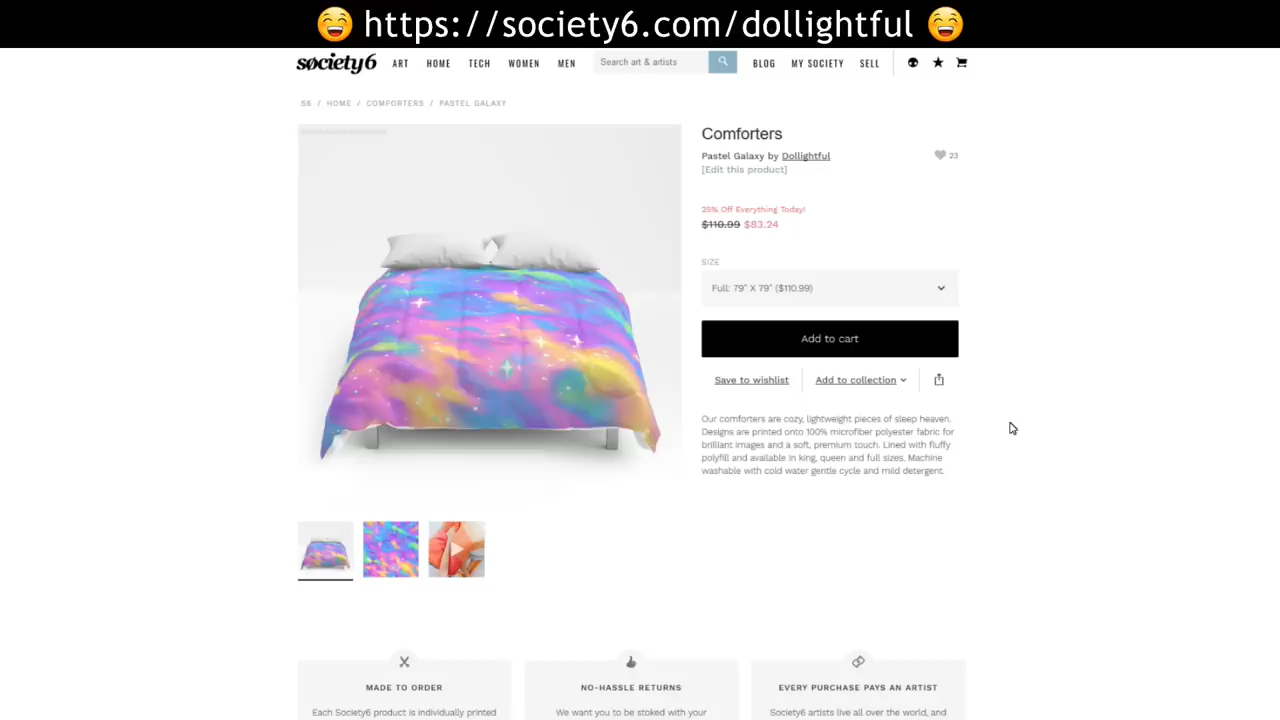 😁 https://society6.com/dollightful 😁
society6 ART HOME TECH WOMEN MEN Search art & artists BLOG MY SOCIETY SELL
S6 / HOME / COMFORTERS / PASTEL GALAXY
Comforters
Pastel Galaxy by Dollightful
23
[Edit this product]
25% Off Everything Today!
$110.99 $83.24
SIZE
Full: 79" X 79" ($110.99)
Add to cart
Save to wishlist
Add to collection
Our comforters are cozy, lightweight pieces of sleep heaven.
Designs are printed onto 100% microfiber polyester fabric for
brilliant images and a soft, premium touch. Lined with fluffy
polyfill and available in king, queen and full sizes. Machine
washable with cold water gentle cycle and mild detergent.
MADE TO ORDER
Each Society6 product is individually printed
NO-HASSLE RETURNS
We want you to be stoked with your
EVERY PURCHASE PAYS AN ARTIST
Society6 artists live all over the world, and